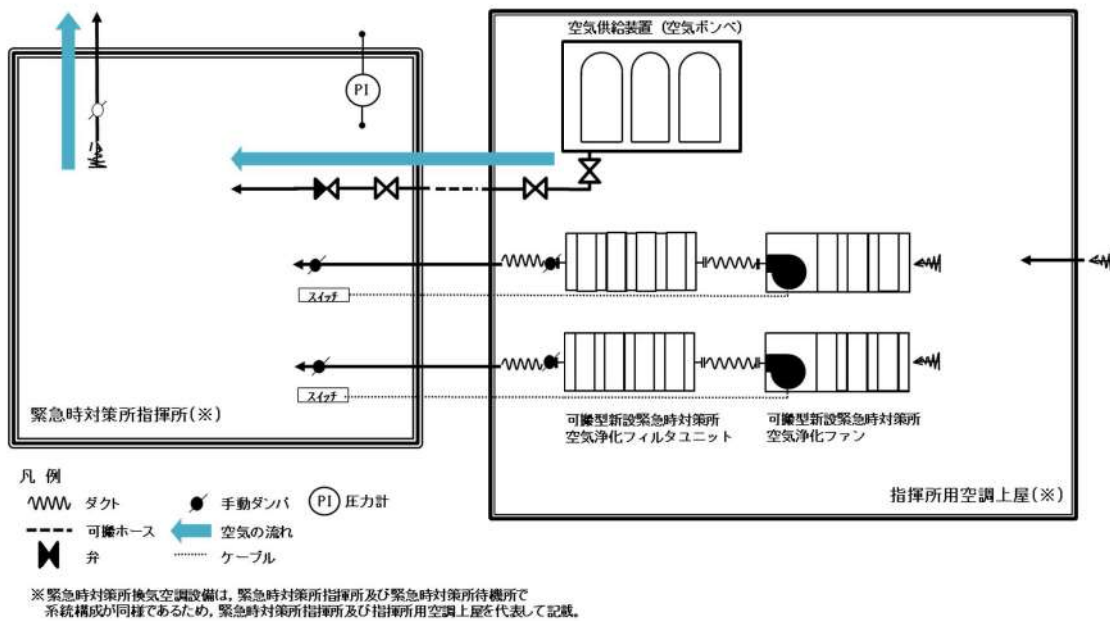 空気供給装置 (空気ボンベ)
PI
スイッチ
スイッチ
緊急時対策所指揮所(※)
可搬型新設緊急時対策所
空気浄化フィルタユニット
可搬型新設緊急時対策所
空気浄化ファン
指揮所用空調上屋(※)
凡 例
ダクト
手動ダンパ
PI 圧力計
可搬ホース
空気の流れ
弁
ケーブル
※緊急時対策所換気空調設備は，緊急時対策所指揮所及び緊急時対策所待機所で
系統構成が同様であるため，緊急時対策所指揮所及び指揮所用空調上屋を代表して記載。